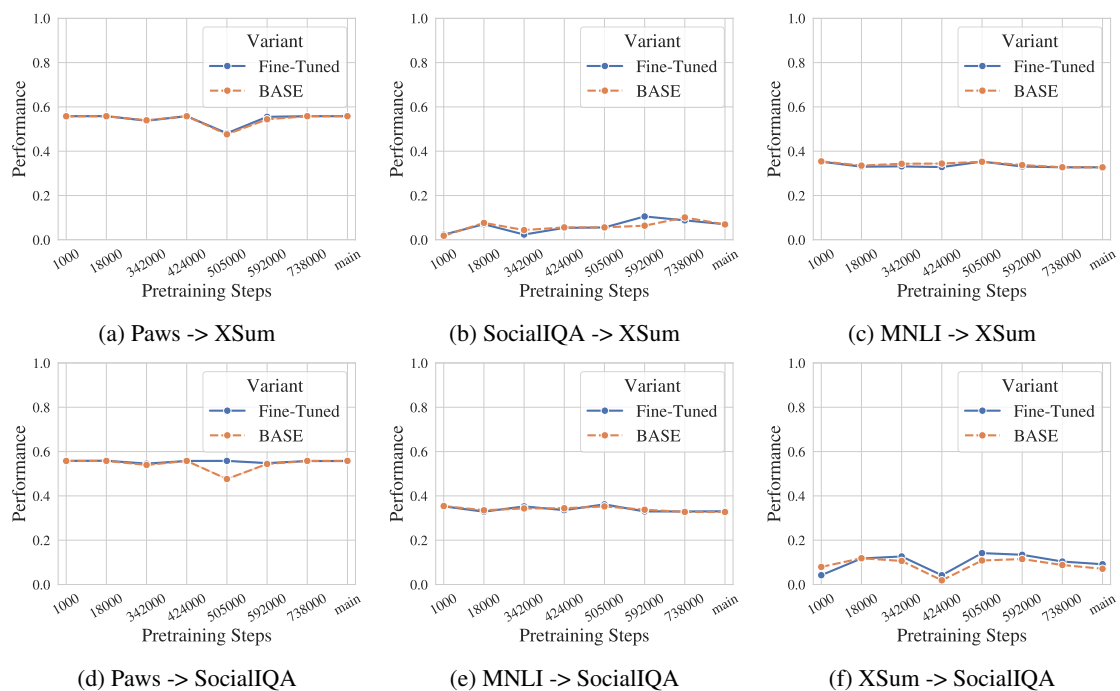 1.0
0.8
0.6
0.4
0.2
0.0
Performance
Variant
Fine-Tuned
BASE
1000
18000
342000
424000
505000
592000
738000
main
Pretraining Steps
(a) Paws -> XSum
1.0
0.8
0.6
0.4
0.2
0.0
Performance
Variant
Fine-Tuned
BASE
1000
18000
342000
424000
505000
592000
738000
main
Pretraining Steps
(b) SocialIQA -> XSum
1.0
0.8
0.6
0.4
0.2
0.0
Performance
Variant
Fine-Tuned
BASE
1000
18000
342000
424000
505000
592000
738000
main
Pretraining Steps
(c) MNLI -> XSum
1.0
0.8
0.6
0.4
0.2
0.0
Performance
Variant
Fine-Tuned
BASE
1000
18000
342000
424000
505000
592000
738000
main
Pretraining Steps
(d) Paws -> SocialIQA
1.0
0.8
0.6
0.4
0.2
0.0
Performance
Variant
Fine-Tuned
BASE
1000
18000
342000
424000
505000
592000
738000
main
Pretraining Steps
(e) MNLI -> SocialIQA
1.0
0.8
0.6
0.4
0.2
0.0
Performance
Variant
Fine-Tuned
BASE
1000
18000
342000
424000
505000
592000
738000
main
Pretraining Steps
(f) XSum -> SocialIQA